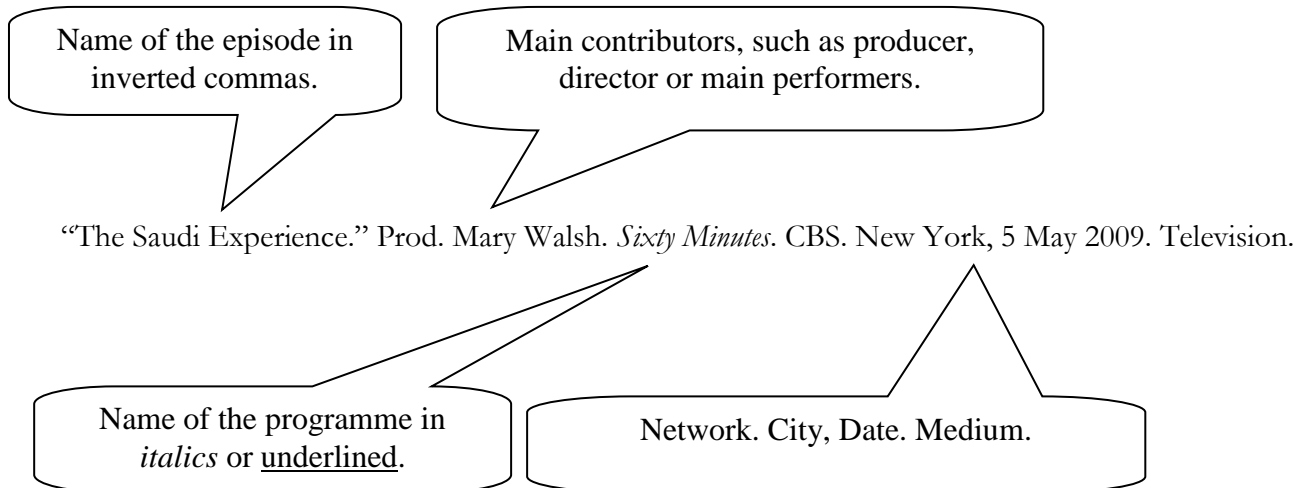 Name of the episode in
inverted commas.
Main contributors, such as producer,
director or main performers.
“The Saudi Experience.” Prod. Mary Walsh. Sixty Minutes. CBS. New York, 5 May 2009. Television.
Name of the programme in
italics or underlined.
Network. City, Date. Medium.